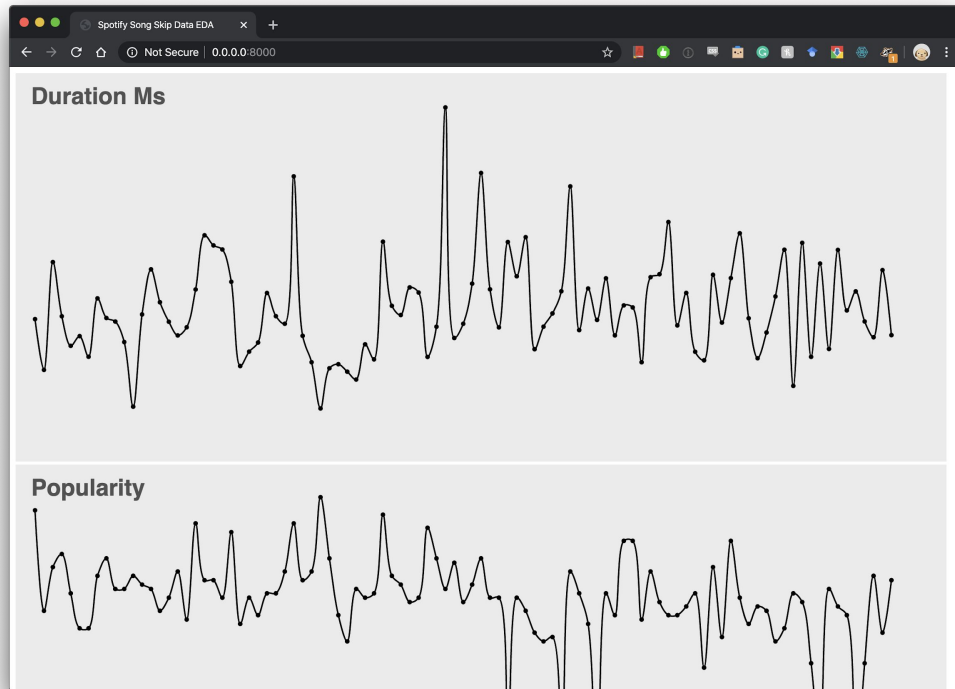 Spotify Song Skip Data EDA
Not Secure | 0.0.0.0:8000
Duration Ms
Popularity